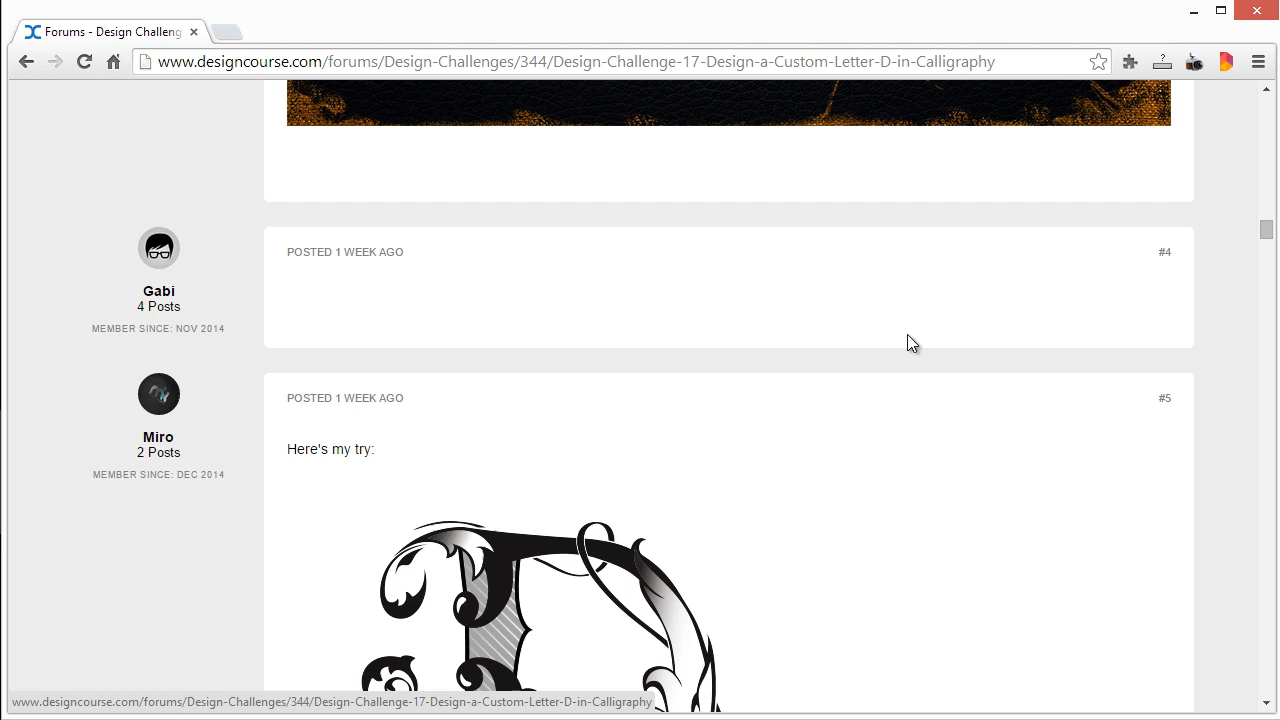 Forums - Design Challeng
www.designcourse.com/forums/Design-Challenges/344/Design-Challenge-17-Design-a-Custom-Letter-D-in-Calligraphy
POSTED 1 WEEK AGO
#4
Gabi
4 Posts
MEMBER SINCE: NOV 2014
POSTED 1 WEEK AGO
#5
Miro
2 Posts
MEMBER SINCE: DEC 2014
Here's my try:
D
www.designcourse.com/forums/Design-Challenges/344/Design-Challenge-17-Design-a-Custom-Letter-D-in-Calligraphy